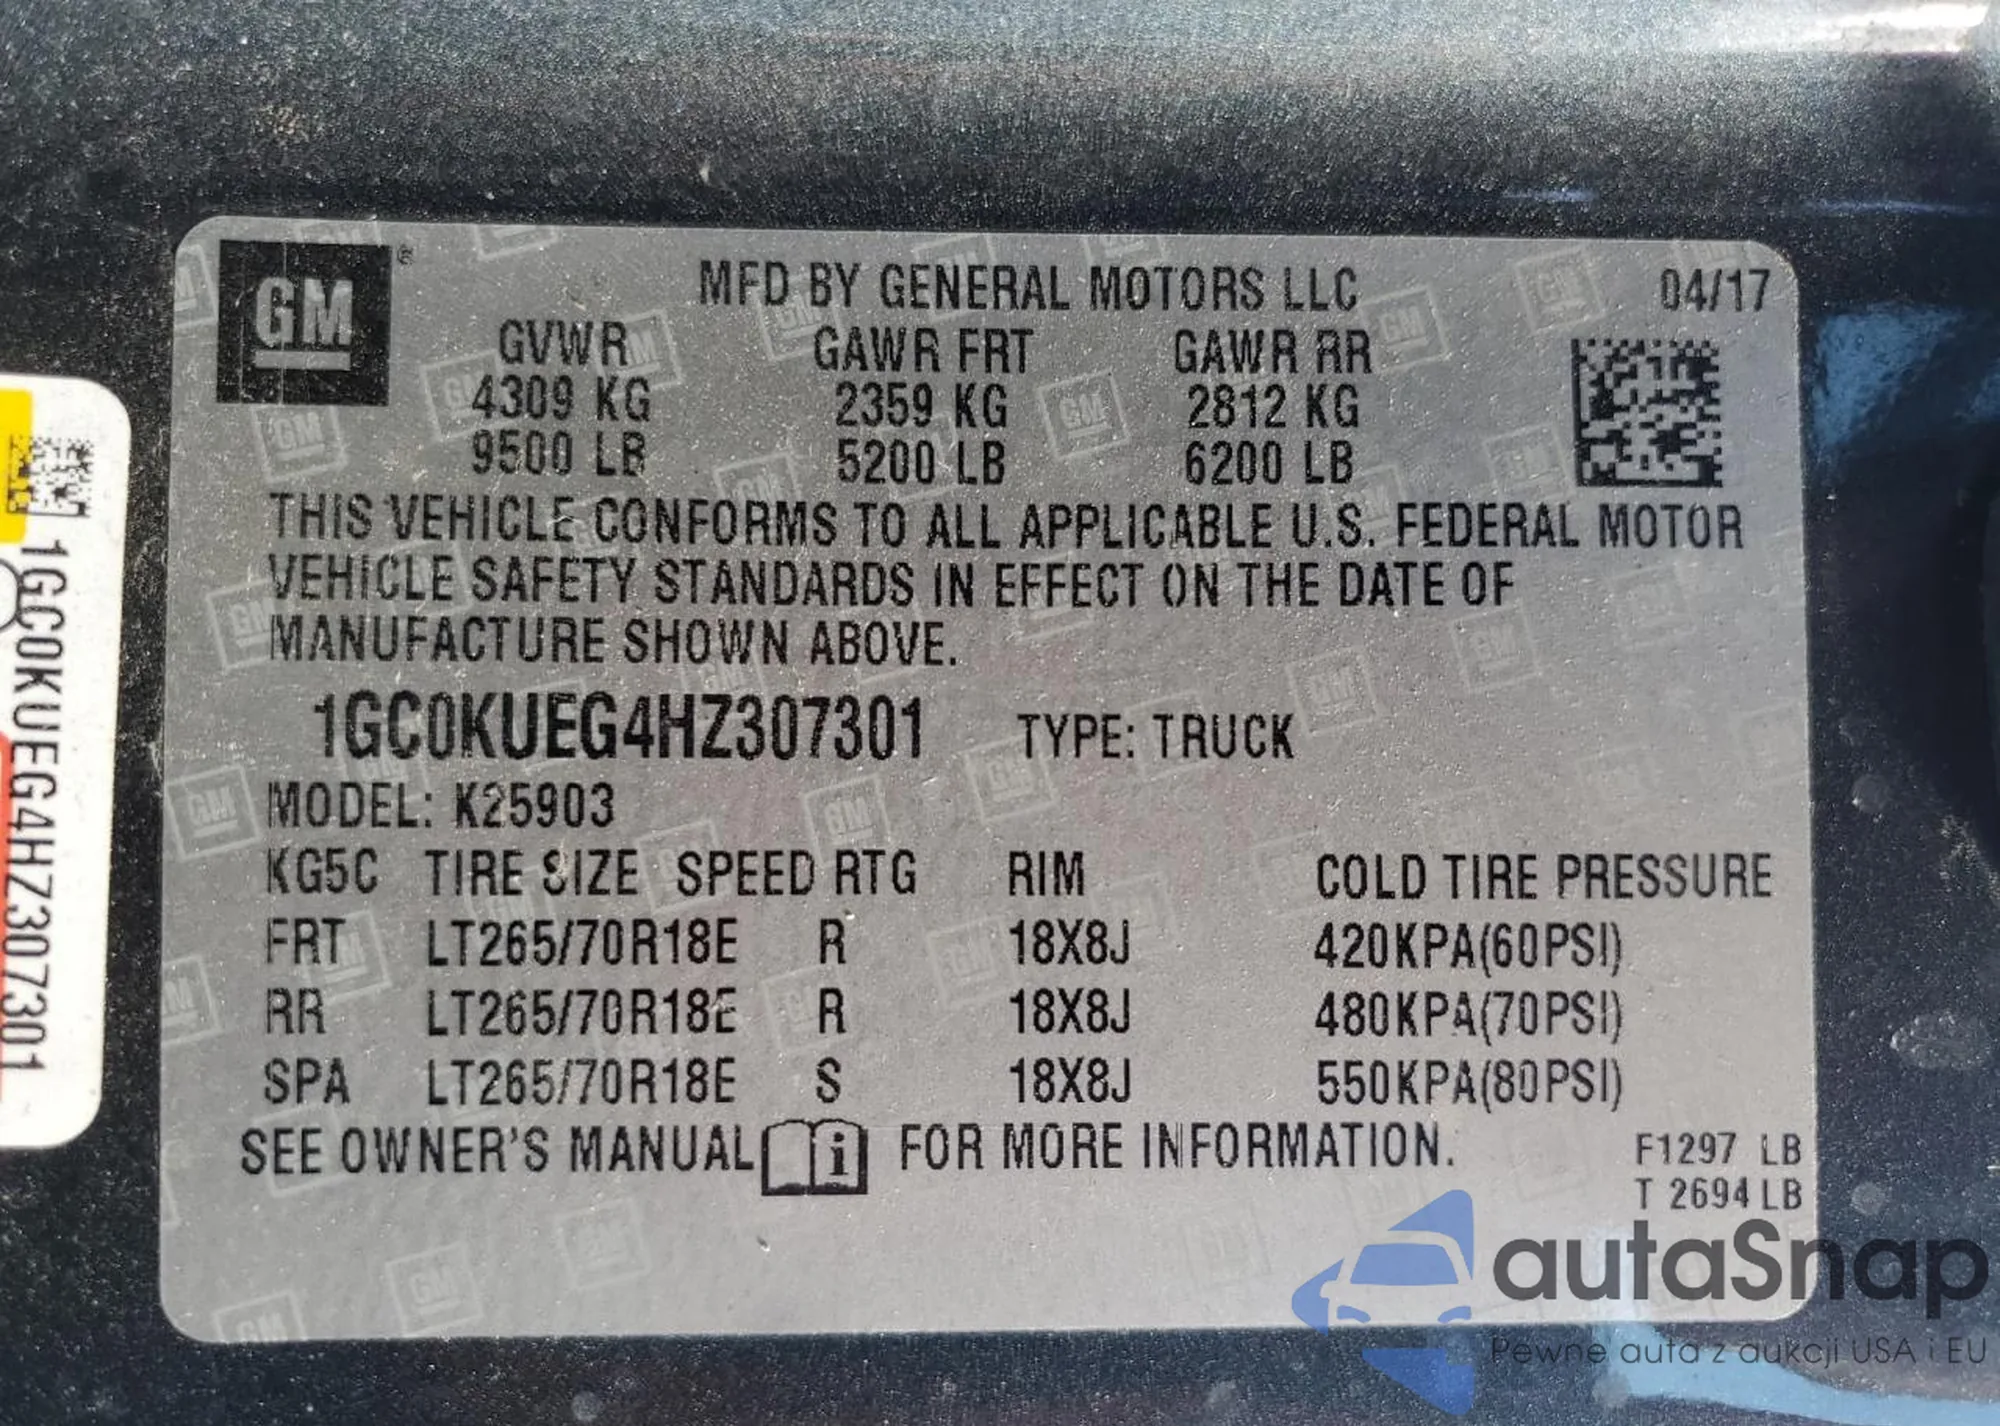 GM ®
MFD BY GENERAL MOTORS LLC 04/17
GVWR GAWR FRT GAWR RR
4309 KG 2359 KG 2812 KG
9500 LB 5200 LB 6200 LB
THIS VEHICLE CONFORMS TO ALL APPLICABLE U.S. FEDERAL MOTOR
VEHICLE SAFETY STANDARDS IN EFFECT ON THE DATE OF
MANUFACTURE SHOWN ABOVE.
1GC0KUEG4HZ307301 TYPE: TRUCK
MODEL: K25903
KG5C TIRE SIZE SPEED RTG RIM COLD TIRE PRESSURE
FRT LT265/70R18E R 18X8J 420KPA(60PSI)
RR LT265/70R18E R 18X8J 480KPA(70PSI)
SPA LT265/70R18E S 18X8J 550KPA(80PSI)
SEE OWNER'S MANUAL i FOR MORE INFORMATION.
F1297 LB
T 2694 LB
1GC0KUEG4HZ307301
autaSnap
Pewne auta z aukcji USA i EU